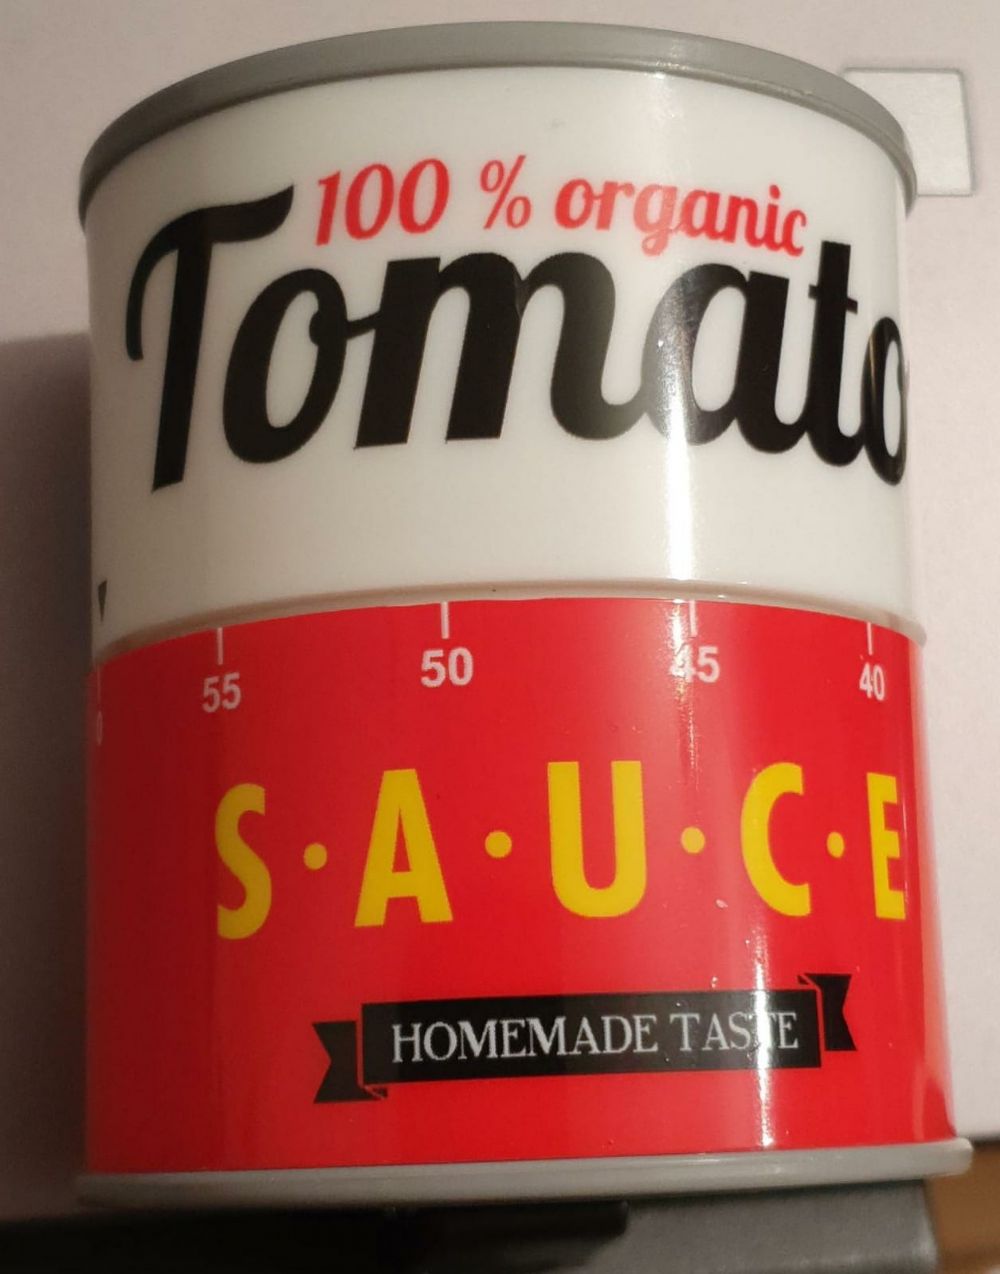 100 % organic
Tomato
55 50 45 40
S·A·U·C·E
HOMEMADE TASTE